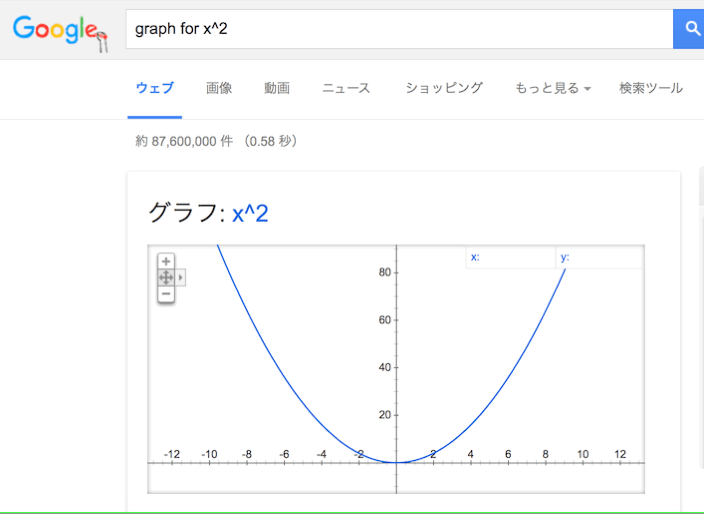 Google
graph for x^2
ウェブ 画像 動画 ニュース ショッピング もっと見る 検索ツール
約 87,600,000 件 （0.58 秒）
グラフ: x^2
x: y:
80
60
40
20
-12 -10 -8 -6 -4 -2 2 4 6 8 10 12